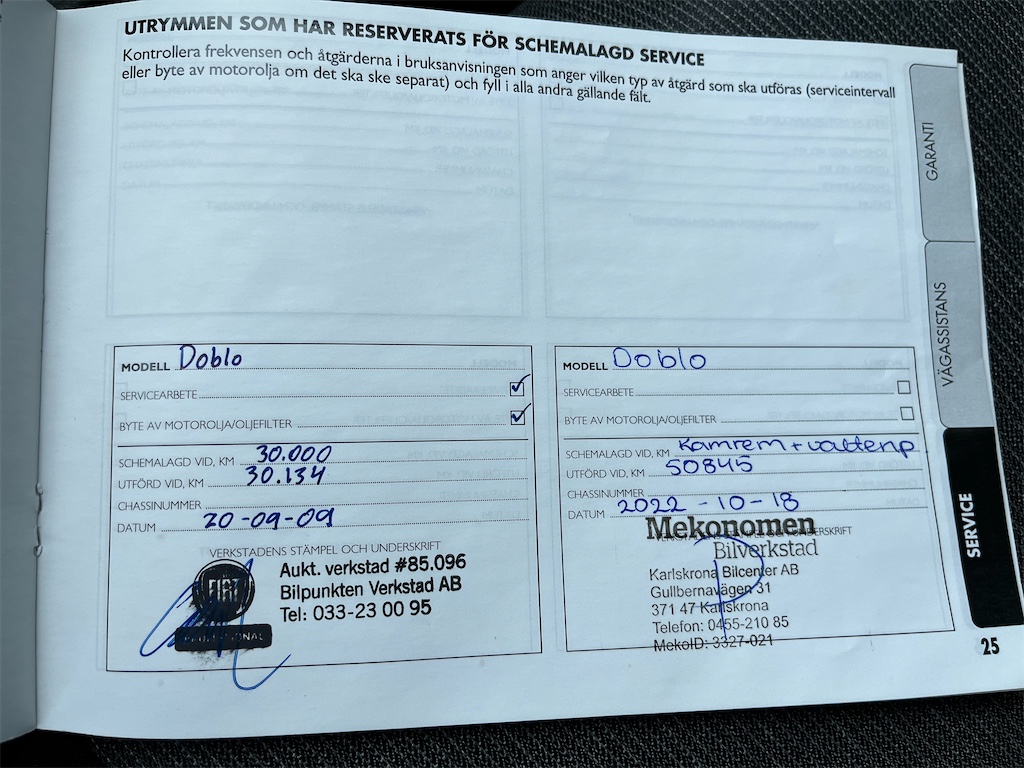 UTRYMMEN SOM HAR RESERVERATS FÖR SCHEMALAGD SERVICE
Kontrollera frekvensen och åtgärderna i bruksanvisningen som anger vilken typ av åtgärd som ska utföras (serviceintervall
eller byte av motorolja om det ska ske separat) och fyll i alla andra gällande fält.
GARANTI
VÄGASSISTANS
SERVICE
MODELL Doblo
SERVICEARBETE
BYTE AV MOTOROLJA/OLJEFILTER
SCHEMALAGD VID, KM 30.000
UTFÖRD VID, KM 30.134
CHASSINUMMER
DATUM 20-09-09
VERKSTADENS STÄMPEL OCH UNDERSKRIFT
FIAT
Aukt. verkstad #85.096
Bilpunkten Verkstad AB
Tel: 033-23 00 95
MODELL Doblo
SERVICEARBETE
BYTE AV MOTOROLJA/OLJEFILTER
SCHEMALAGD VID, KM Kamrem + vattenp
UTFÖRD VID, KM 50845
CHASSINUMMER
DATUM 2022-10-18
Mekonomen
Bilverkstad
Karlskrona Bilcenter AB
Gullbernavägen 31
371 47 Karlskrona
Telefon: 0455-210 85
MekoID: 3327-021
25